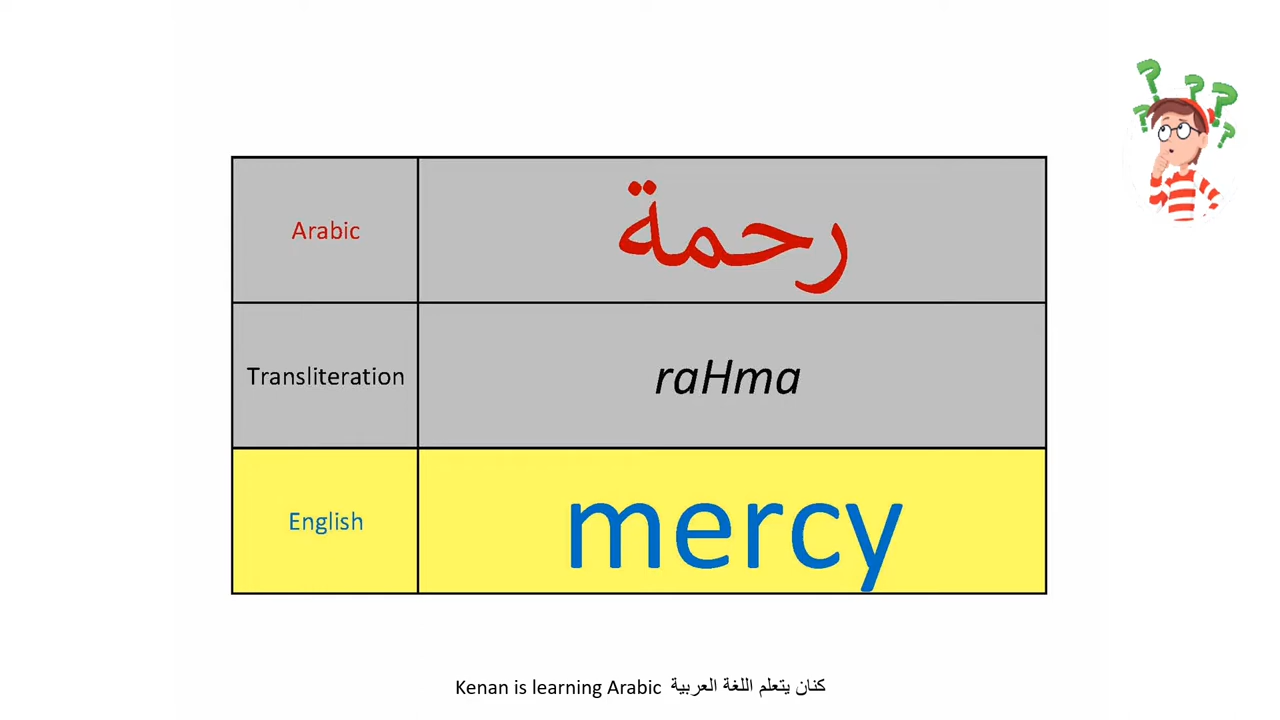 Arabic رحمة
Transliteration raHma
English mercy
Kenan is learning Arabic كنان يتعلم اللغة العربية